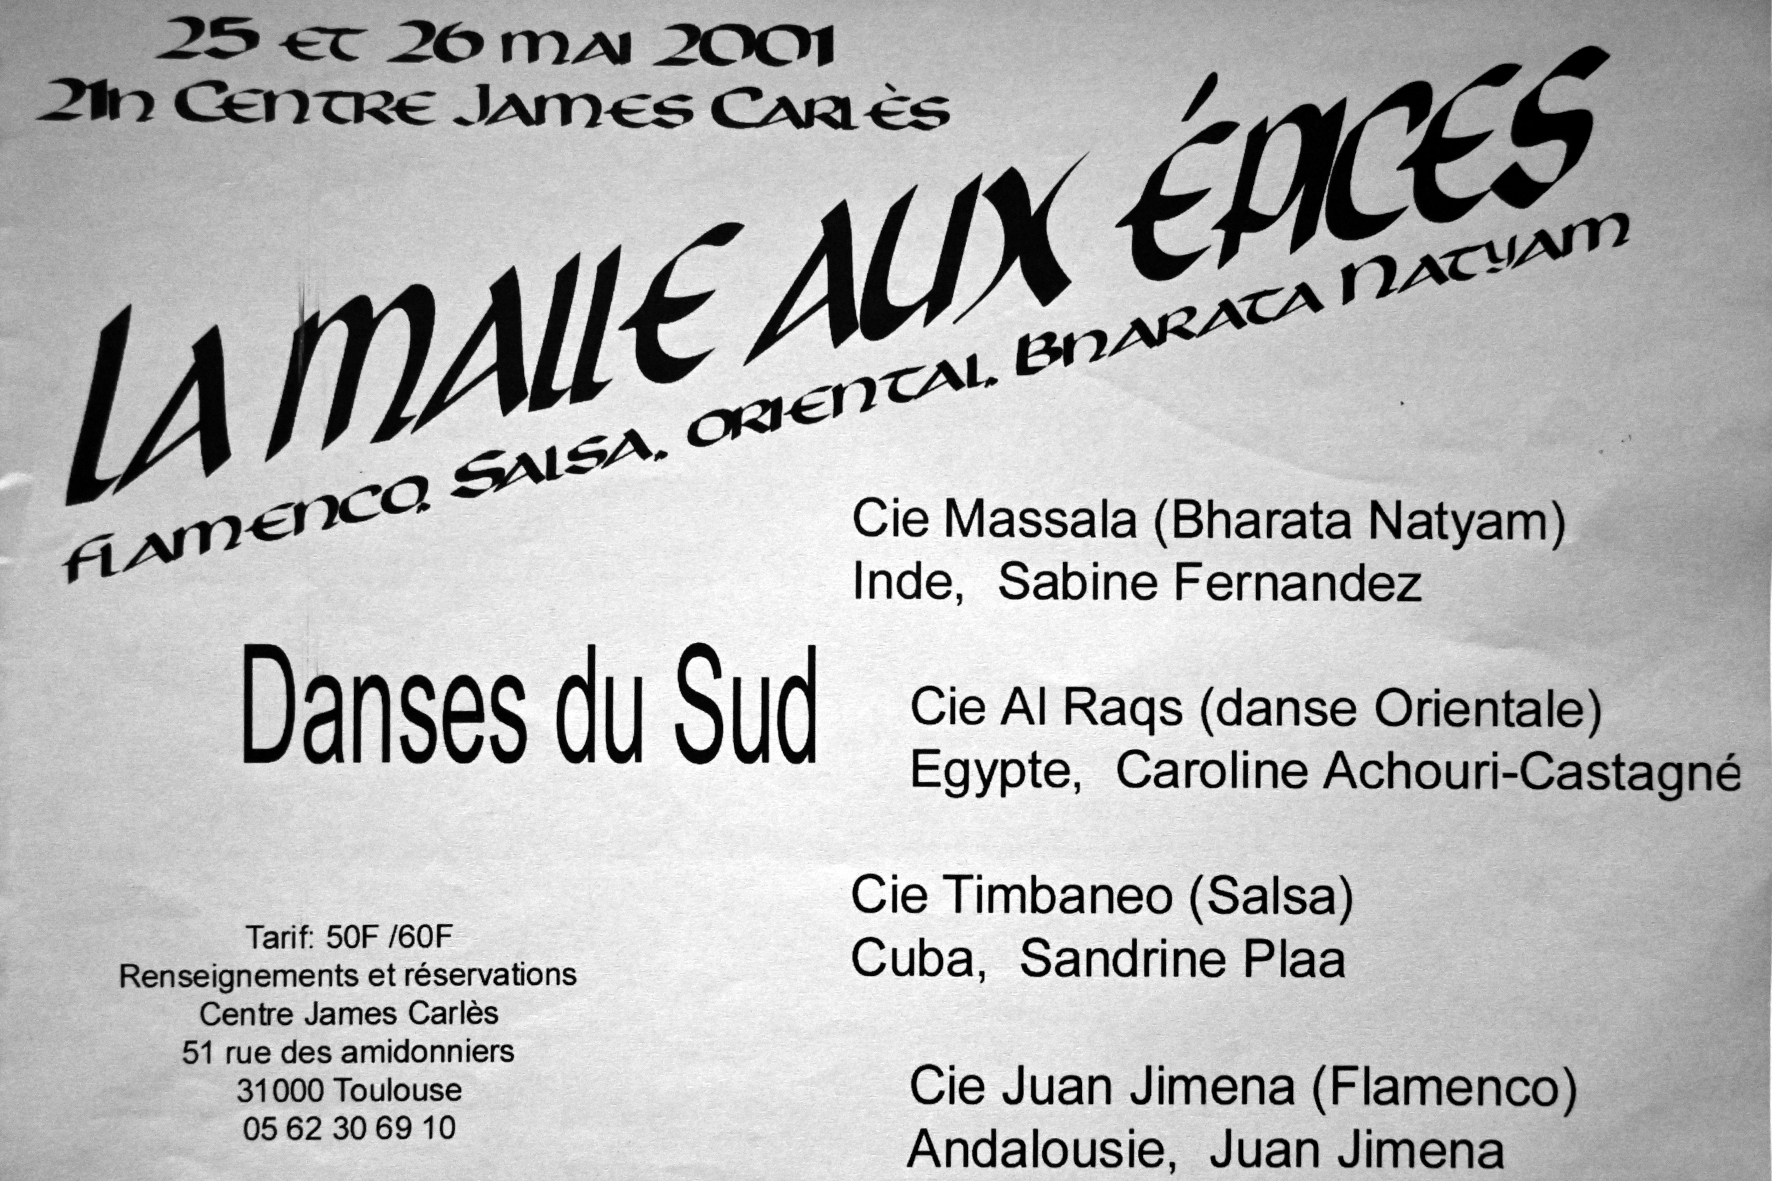 25 et 26 mai 2001
21h Centre James Carlès
La malle aux épices
flamenco, Salsa, oriental, Bharata Natyam
Cie Massala (Bharata Natyam)
Inde, Sabine Fernandez
Danses du Sud
Cie Al Raqs (danse Orientale)
Egypte, Caroline Achouri-Castagné
Cie Timbaneo (Salsa)
Cuba, Sandrine Plaa
Tarif: 50F /60F
Renseignements et réservations
Centre James Carlès
51 rue des amidonniers
31000 Toulouse
05 62 30 69 10
Cie Juan Jimena (Flamenco)
Andalousie, Juan Jimena